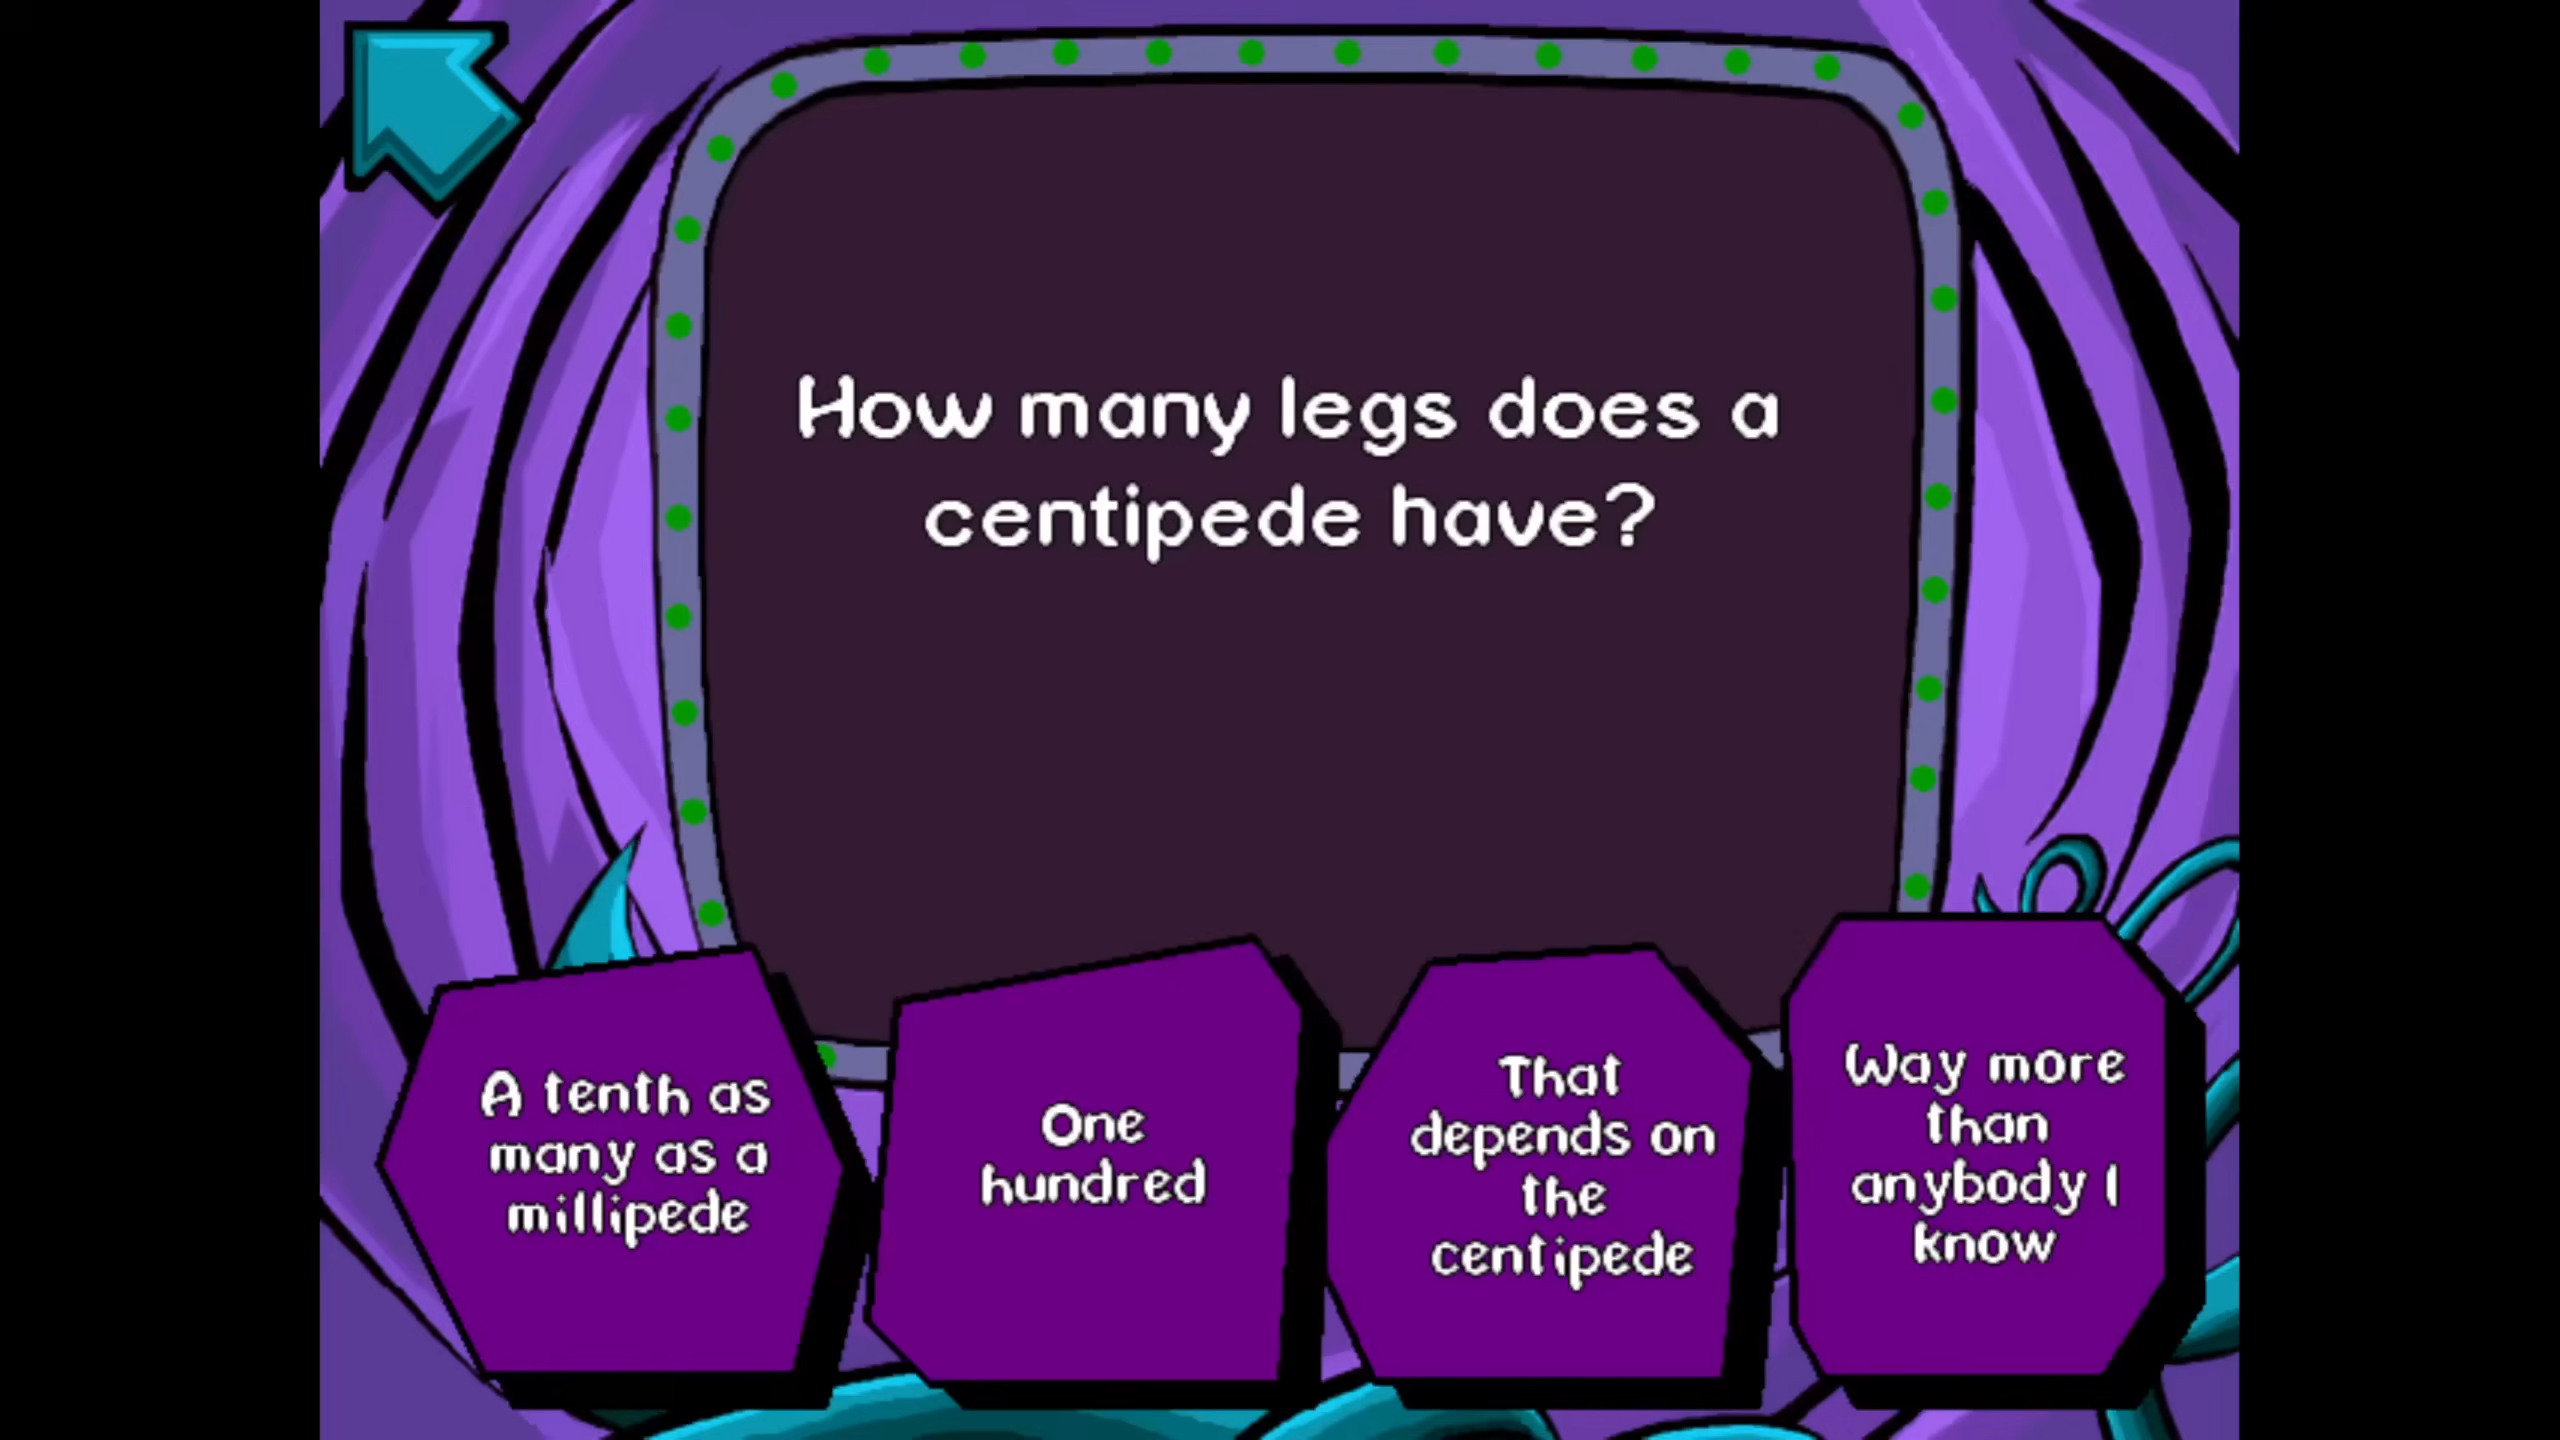 How many legs does a
centipede have?
A tenth as
many as a
millipede
One
hundred
That
depends on
the
centipede
Way more
than
anybody I
know